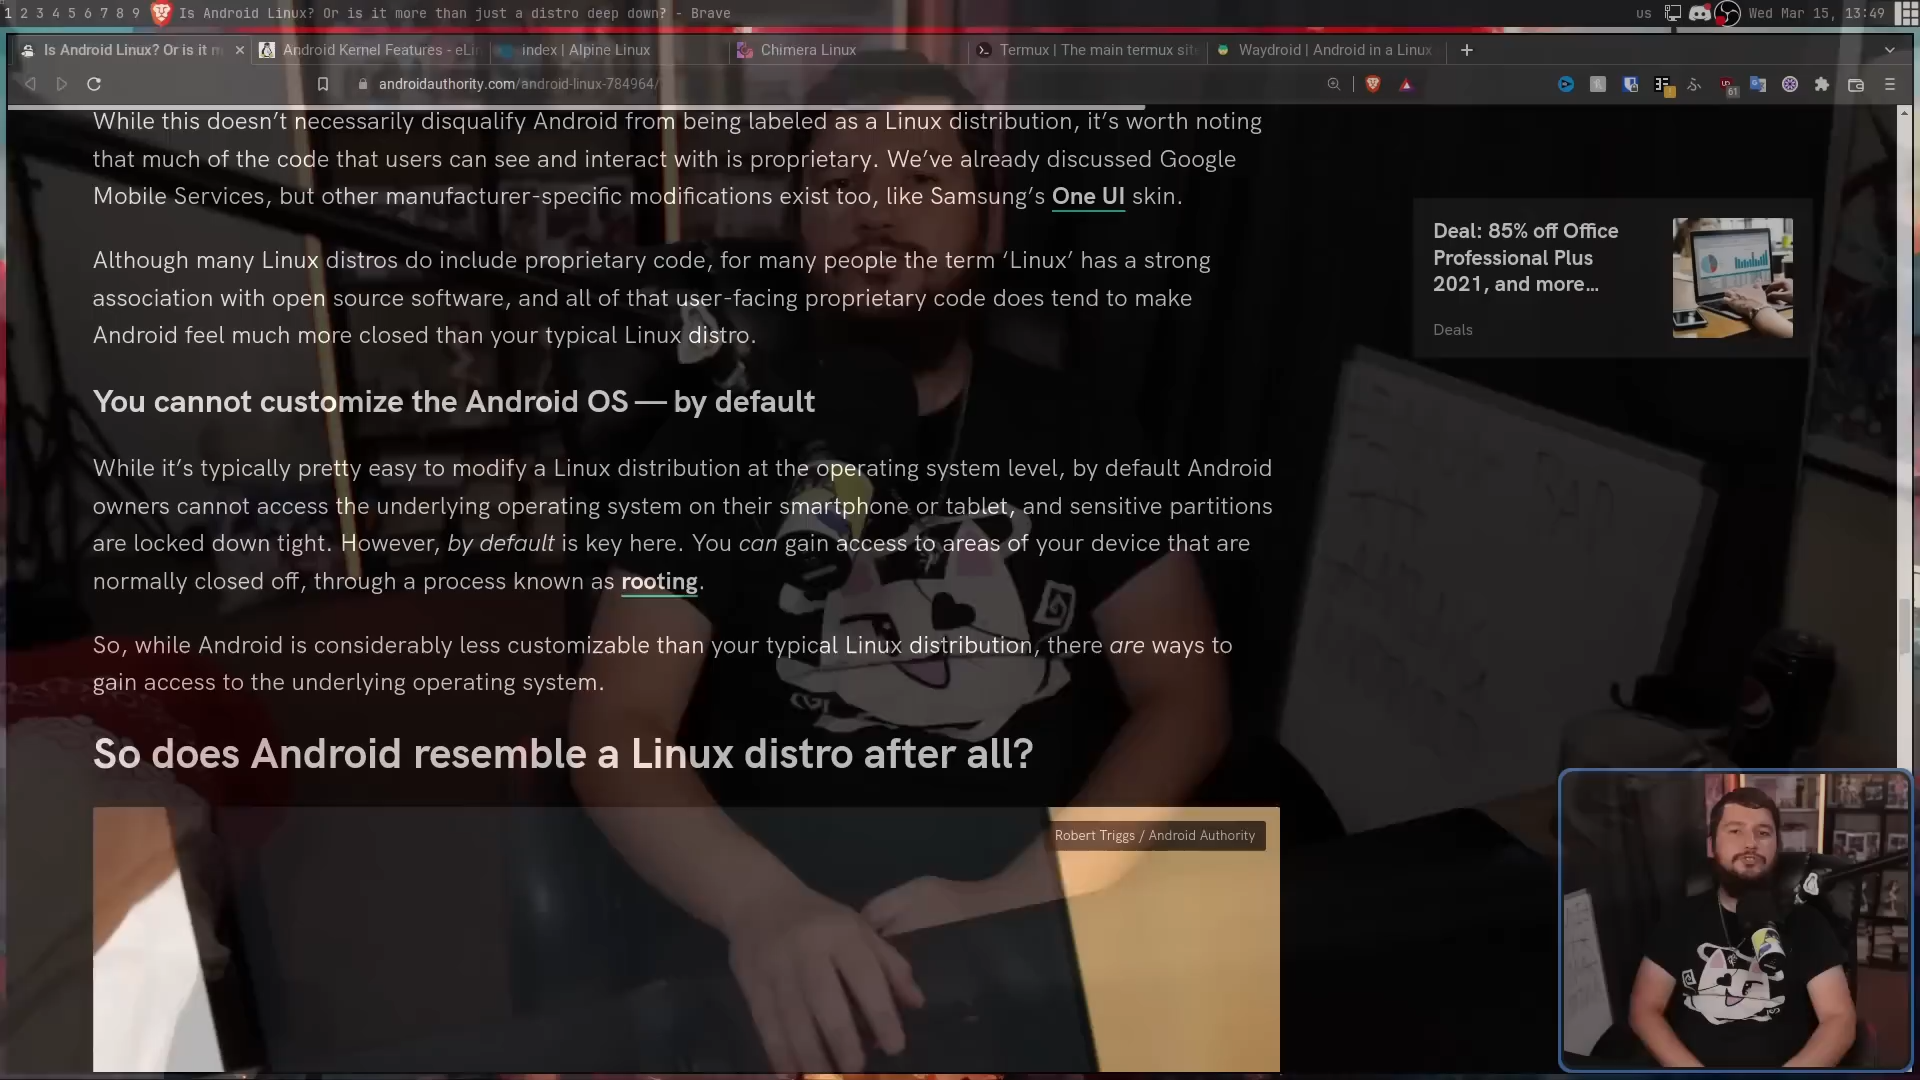 1 2 3 4 5 6 7 8 9 Is Android Linux? Or is it more than just a distro deep down? - Brave
us Wed Mar 15, 13:49
Is Android Linux? Or is it m
Android Kernel Features - eLi
index | Alpine Linux
Chimera Linux
Termux | The main termux site
Waydroid | Android in a Linux
androidauthority.com/android-linux-784964/
61
While this doesn’t necessarily disqualify Android from being labeled as a Linux distribution, it’s worth noting
that much of the code that users can see and interact with is proprietary. We’ve already discussed Google
Mobile Services, but other manufacturer-specific modifications exist too, like Samsung’s One UI skin.
Although many Linux distros do include proprietary code, for many people the term ‘Linux’ has a strong
association with open source software, and all of that user-facing proprietary code does tend to make
Android feel much more closed than your typical Linux distro.
You cannot customize the Android OS — by default
While it’s typically pretty easy to modify a Linux distribution at the operating system level, by default Android
owners cannot access the underlying operating system on their smartphone or tablet, and sensitive partitions
are locked down tight. However, by default is key here. You can gain access to areas of your device that are
normally closed off, through a process known as rooting.
So, while Android is considerably less customizable than your typical Linux distribution, there are ways to
gain access to the underlying operating system.
So does Android resemble a Linux distro after all?
Robert Triggs / Android Authority
Deal: 85% off Office
Professional Plus
2021, and more...
Deals